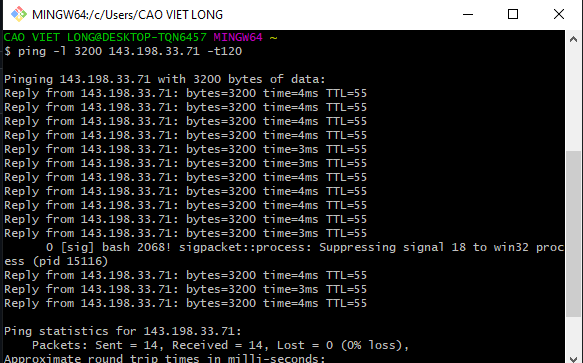 MINGW64:/c/Users/CAO VIET LONG
CAO VIET LONG@DESKTOP-TQN6457 MINGW64 ~
$ ping -l 3200 143.198.33.71 -t120
Pinging 143.198.33.71 with 3200 bytes of data:
Reply from 143.198.33.71: bytes=3200 time=4ms TTL=55
Reply from 143.198.33.71: bytes=3200 time=4ms TTL=55
Reply from 143.198.33.71: bytes=3200 time=4ms TTL=55
Reply from 143.198.33.71: bytes=3200 time=4ms TTL=55
Reply from 143.198.33.71: bytes=3200 time=3ms TTL=55
Reply from 143.198.33.71: bytes=3200 time=3ms TTL=55
Reply from 143.198.33.71: bytes=3200 time=4ms TTL=55
Reply from 143.198.33.71: bytes=3200 time=3ms TTL=55
Reply from 143.198.33.71: bytes=3200 time=4ms TTL=55
Reply from 143.198.33.71: bytes=3200 time=4ms TTL=55
Reply from 143.198.33.71: bytes=3200 time=3ms TTL=55
0 [sig] bash 2068! sigpacket::process: Suppressing signal 18 to win32 proc
ess (pid 15116)
Reply from 143.198.33.71: bytes=3200 time=4ms TTL=55
Reply from 143.198.33.71: bytes=3200 time=3ms TTL=55
Reply from 143.198.33.71: bytes=3200 time=4ms TTL=55
Ping statistics for 143.198.33.71:
Packets: Sent = 14, Received = 14, Lost = 0 (0% loss),
Approximate round trip times in milli-seconds: